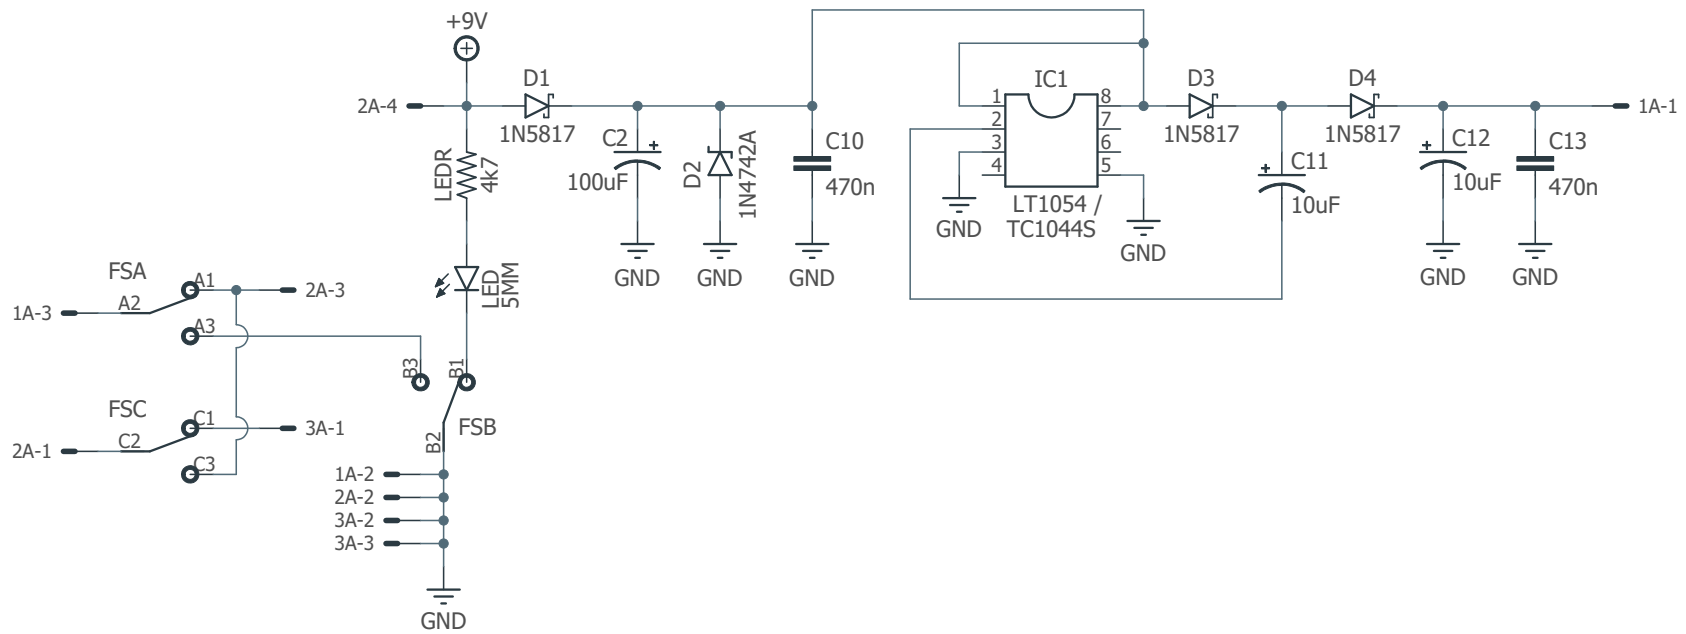 +9V
D1
IC1
D3
D4
2A-4
1
8
1A-1
1N5817
2
7
1N5817
1N5817
C2
+
C10
3
6
C12
+
C13
LEDR
4k7
100uF
D2
1N4742A
470n
4
5
C11
+
10uF
470n
LT1054 /
TC1044S
10uF
GND
GND
GND
GND
GND
GND
GND
FSA
A1
2A-3
A2
1A-3
LED
5MM
A3
B3
B1
FSC
C1
3A-1
C2
2A-1
B2
FSB
C3
1A-2
2A-2
3A-2
3A-3
GND